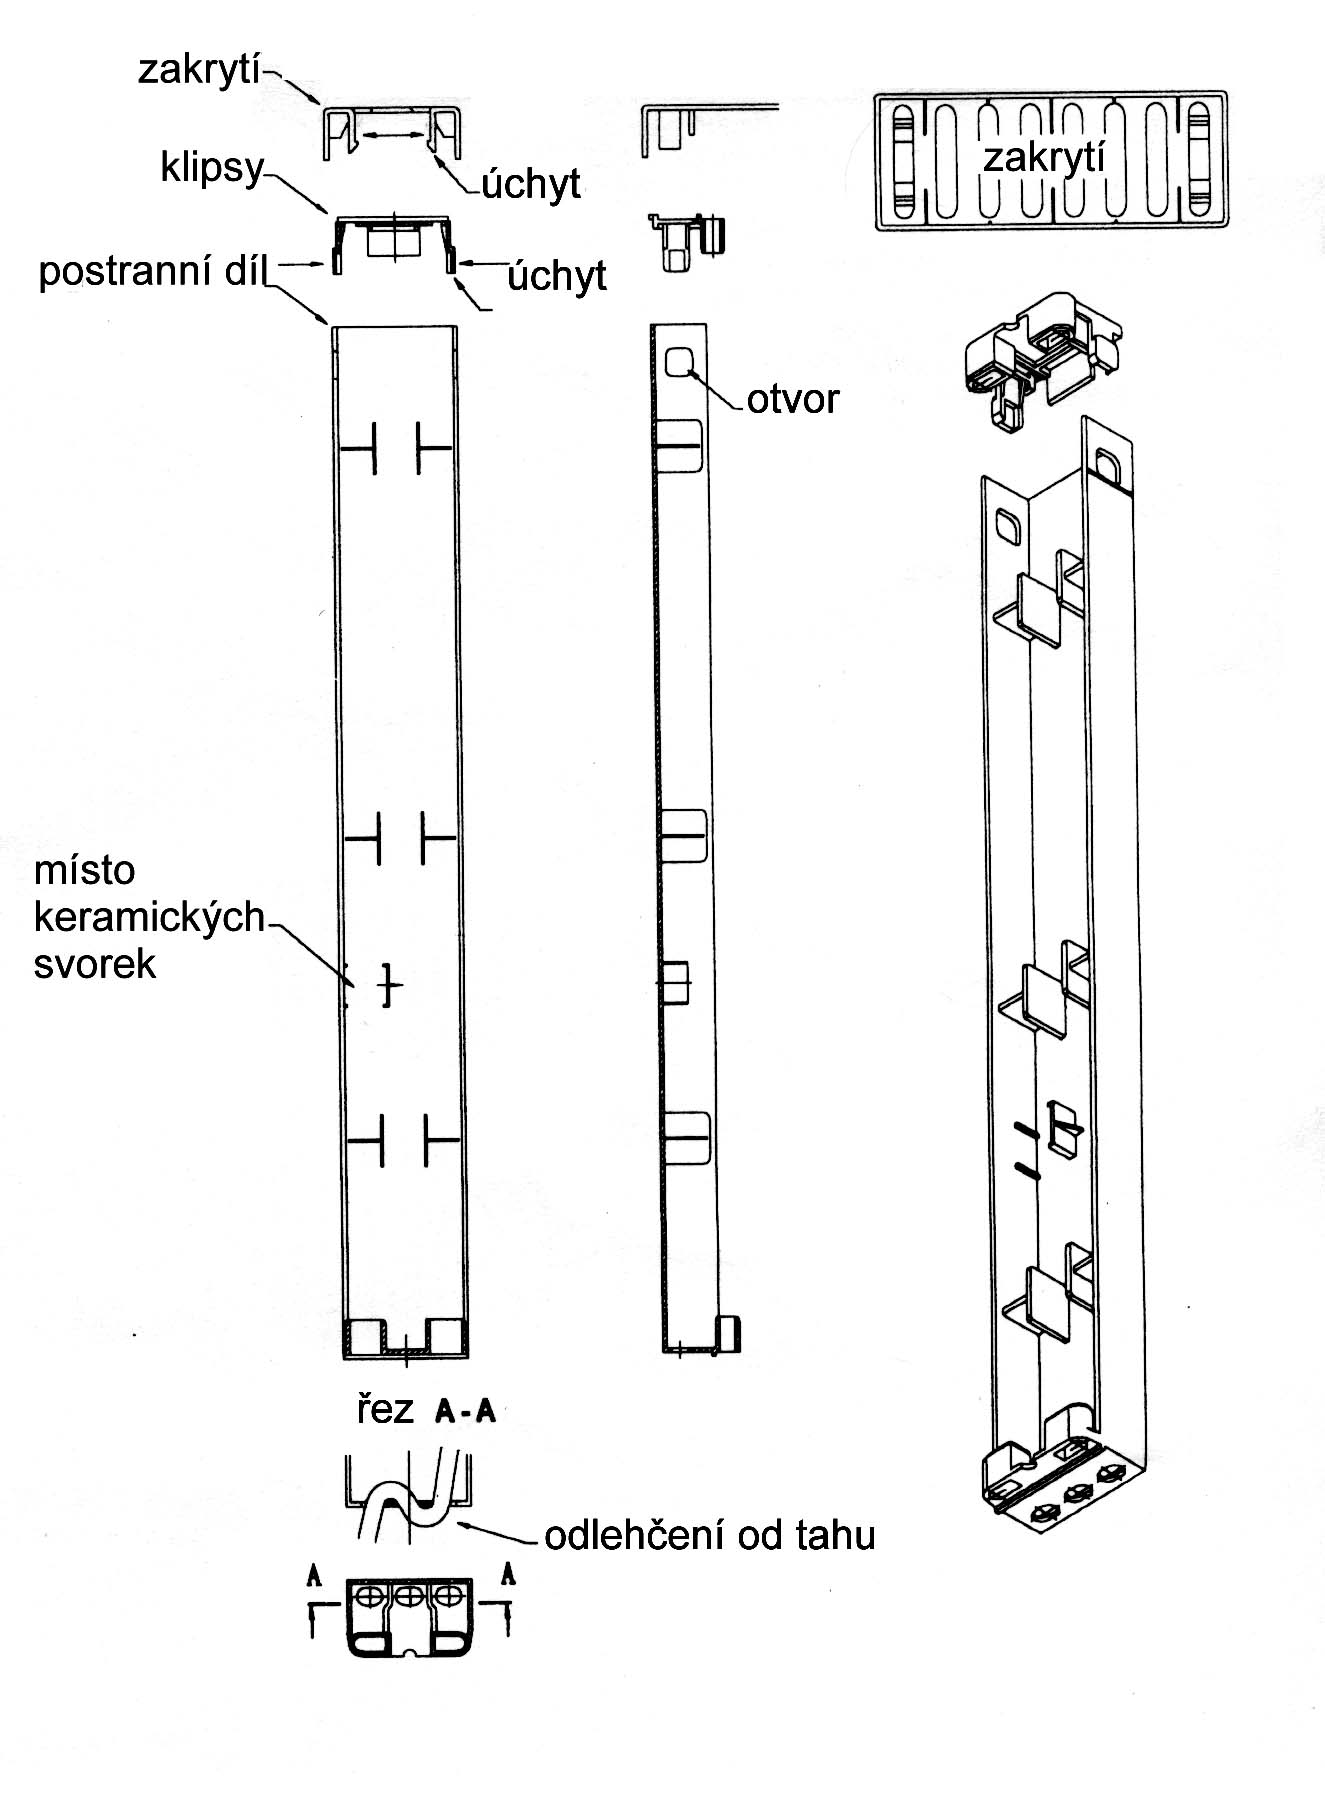 zakrytí
klipsy
úchyt
zakrytí
postranní díl
úchyt
otvor
místo
keramických
svorek
řez A-A
odlehčení od tahu
A
A